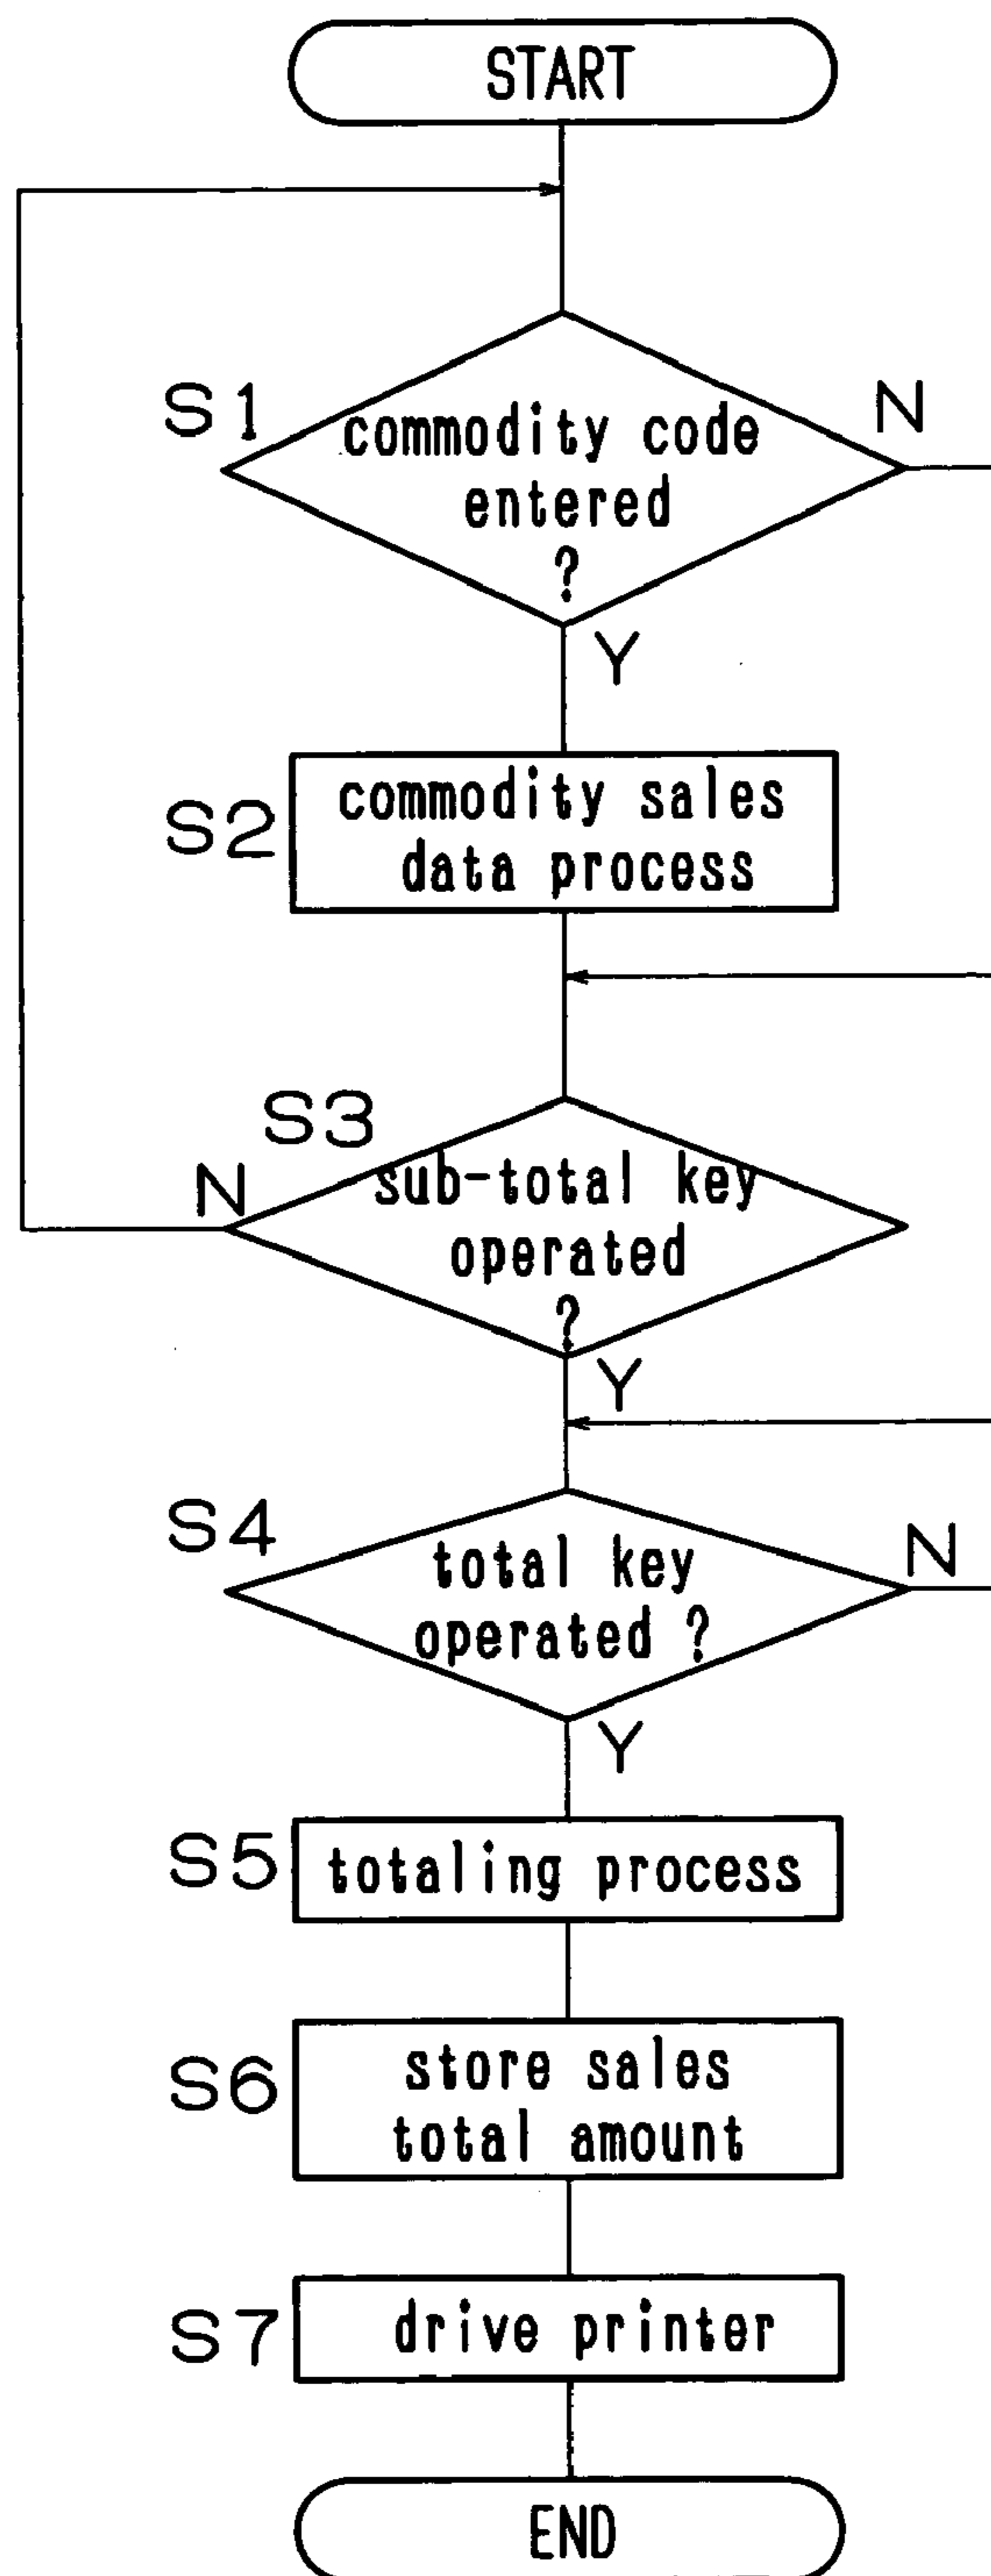 START
S1
commodity code
entered
?
N
Y
S2
commodity sales
data process
S3
N
sub-total key
operated
?
Y
S4
total key
operated ?
N
Y
S5
totaling process
S6
store sales
total amount
S7
drive printer
END